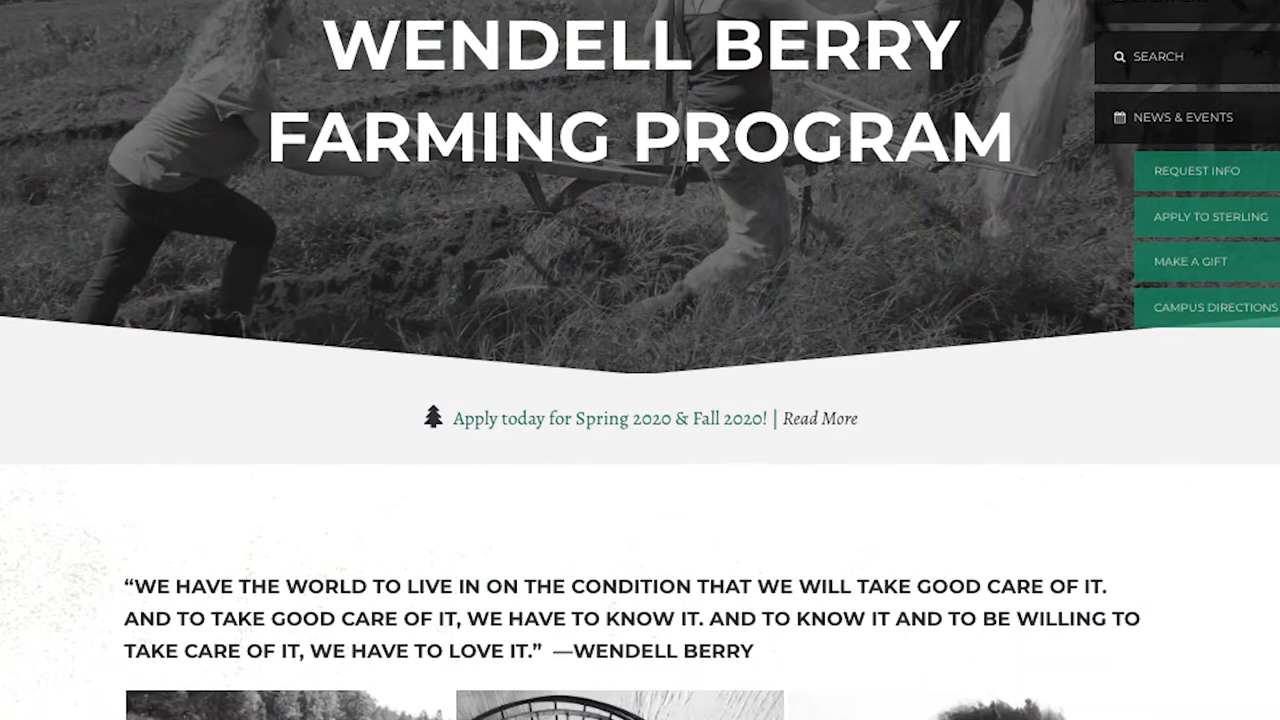 WENDELL BERRY
FARMING PROGRAM
SEARCH
NEWS & EVENTS
REQUEST INFO
APPLY TO STERLING
MAKE A GIFT
CAMPUS DIRECTIONS
Apply today for Spring 2020 & Fall 2020! | Read More
“WE HAVE THE WORLD TO LIVE IN ON THE CONDITION THAT WE WILL TAKE GOOD CARE OF IT.
AND TO TAKE GOOD CARE OF IT, WE HAVE TO KNOW IT. AND TO KNOW IT AND TO BE WILLING TO
TAKE CARE OF IT, WE HAVE TO LOVE IT.” —WENDELL BERRY